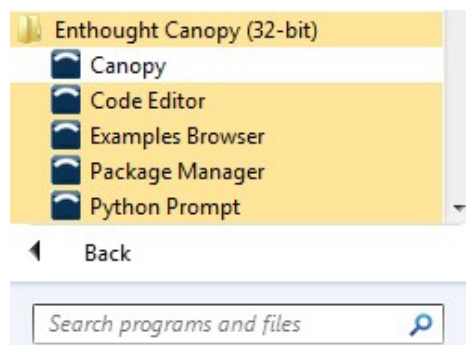 Enthought Canopy (32-bit)
Canopy
Code Editor
Examples Browser
Package Manager
Python Prompt
Back
Search programs and files